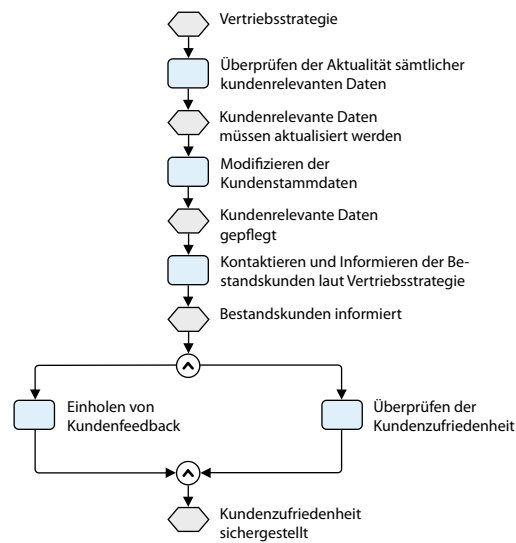 Vertriebsstrategie
Überprüfen der Aktualität sämtlicher
kundenrelevanten Daten
Kundenrelevante Daten
müssen aktualisiert werden
Modifizieren der
Kundenstammdaten
Kundenrelevante Daten
gepflegt
Kontaktieren und Informieren der Be-
standskunden laut Vertriebsstrategie
Bestandskunden informiert
Einholen von
Kundenfeedback
Überprüfen der
Kundenzufriedenheit
Kundenzufriedenheit
sichergestellt